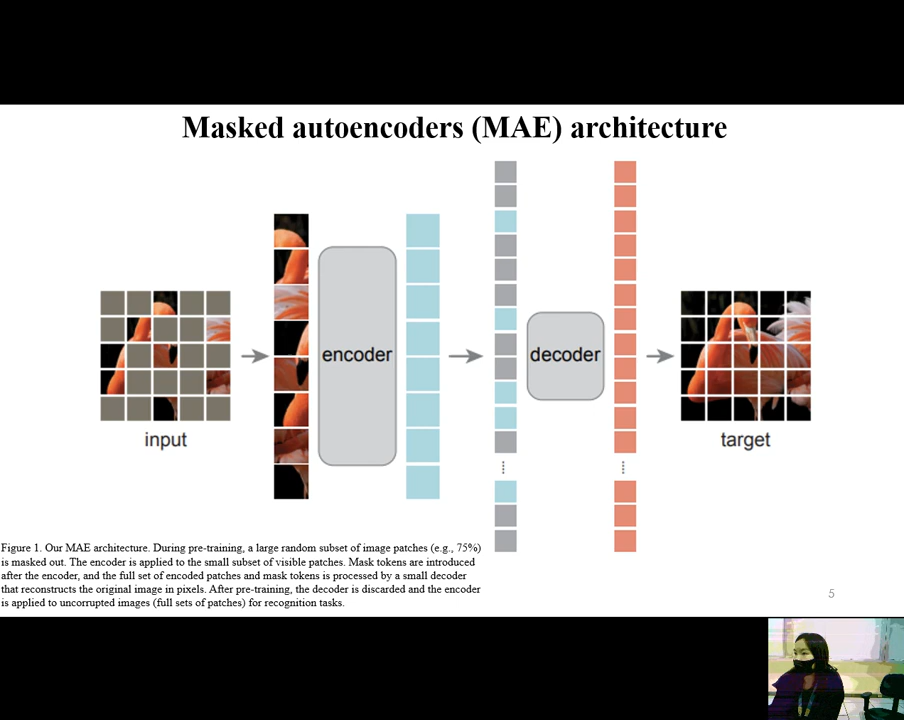 Masked autoencoders (MAE) architecture
input
encoder
decoder
target
Figure 1. Our MAE architecture. During pre-training, a large random subset of image patches (e.g., 75%)
is masked out. The encoder is applied to the small subset of visible patches. Mask tokens are introduced
after the encoder, and the full set of encoded patches and mask tokens is processed by a small decoder
that reconstructs the original image in pixels. After pre-training, the decoder is discarded and the encoder
is applied to uncorrupted images (full sets of patches) for recognition tasks.
5